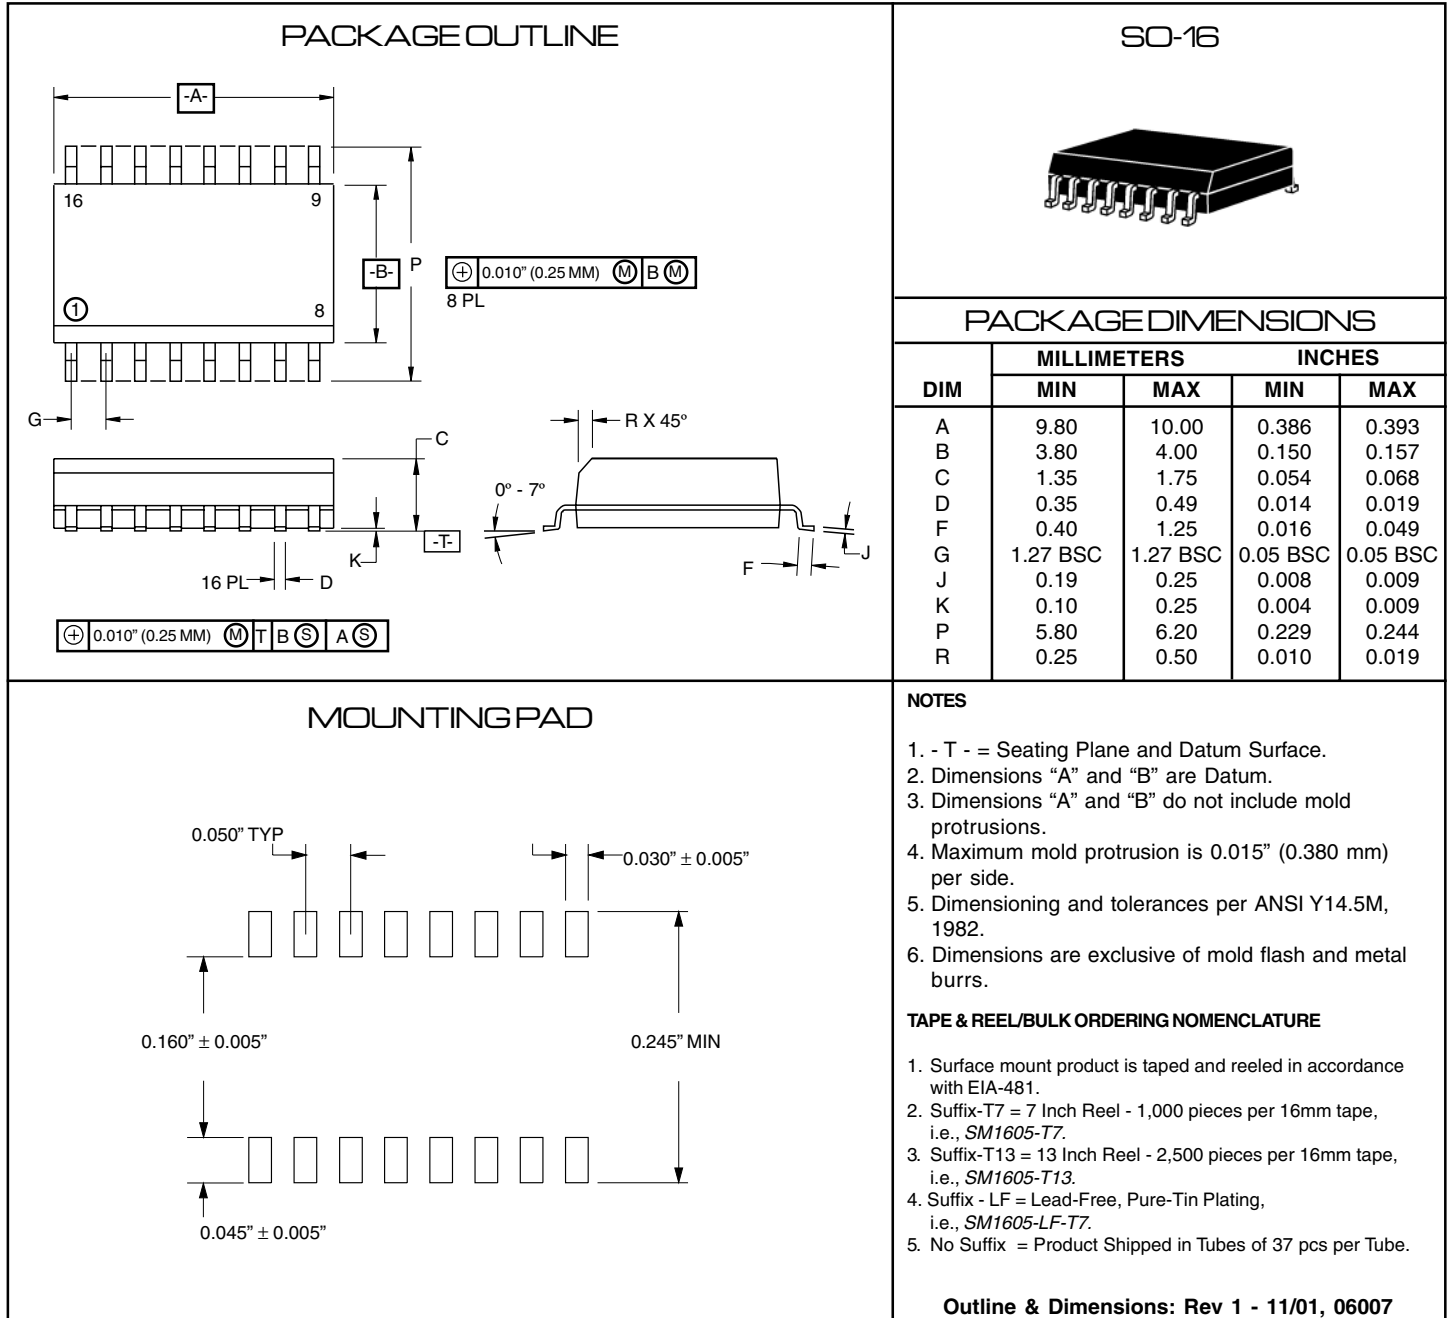 PACKAGE OUTLINE
-A-
16 9
-B- P
⌖ 0.010” (0.25 MM) Ⓜ B Ⓜ
8 PL
① 8
G
C
R X 45º
0º - 7º
-T-
K
J
F
16 PL D
⌖ 0.010” (0.25 MM) Ⓜ T B Ⓢ A Ⓢ
SO-16
PACKAGE DIMENSIONS
MILLIMETERS INCHES
DIM MIN MAX MIN MAX
A 9.80 10.00 0.386 0.393
B 3.80 4.00 0.150 0.157
C 1.35 1.75 0.054 0.068
D 0.35 0.49 0.014 0.019
F 0.40 1.25 0.016 0.049
G 1.27 BSC 1.27 BSC 0.05 BSC 0.05 BSC
J 0.19 0.25 0.008 0.009
K 0.10 0.25 0.004 0.009
P 5.80 6.20 0.229 0.244
R 0.25 0.50 0.010 0.019
MOUNTING PAD
0.050” TYP
0.030” ± 0.005”
0.160” ± 0.005”
0.245” MIN
0.045” ± 0.005”
NOTES
1. - T - = Seating Plane and Datum Surface.
2. Dimensions “A” and “B” are Datum.
3. Dimensions “A” and “B” do not include mold
protrusions.
4. Maximum mold protrusion is 0.015” (0.380 mm)
per side.
5. Dimensioning and tolerances per ANSI Y14.5M,
1982.
6. Dimensions are exclusive of mold flash and metal
burrs.
TAPE & REEL/BULK ORDERING NOMENCLATURE
1. Surface mount product is taped and reeled in accordance
with EIA-481.
2. Suffix-T7 = 7 Inch Reel - 1,000 pieces per 16mm tape,
i.e., SM1605-T7.
3. Suffix-T13 = 13 Inch Reel - 2,500 pieces per 16mm tape,
i.e., SM1605-T13.
4. Suffix - LF = Lead-Free, Pure-Tin Plating,
i.e., SM1605-LF-T7.
5. No Suffix = Product Shipped in Tubes of 37 pcs per Tube.
Outline & Dimensions: Rev 1 - 11/01, 06007